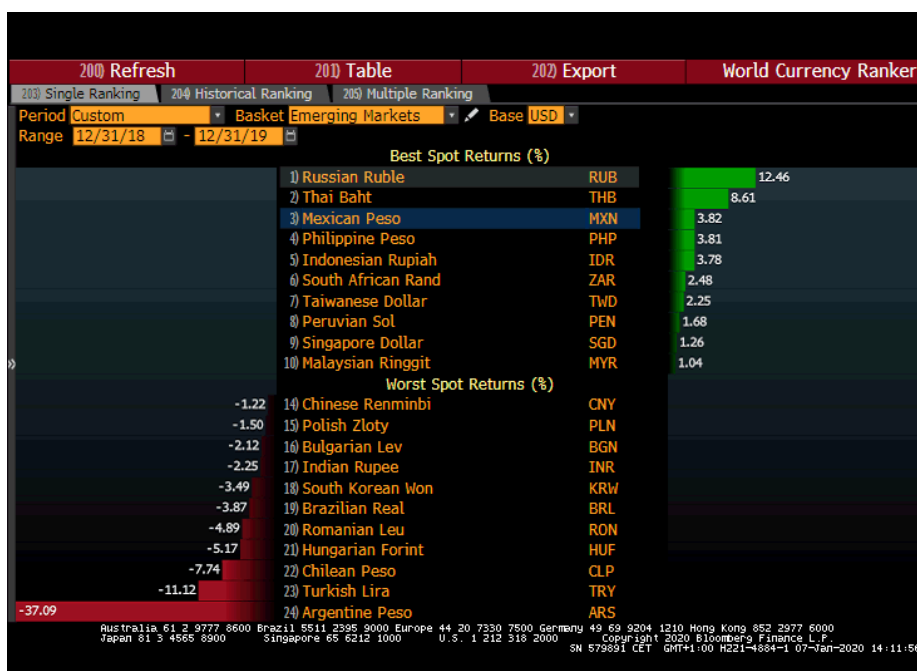 200) Refresh 201) Table 202) Export World Currency Ranker
203) Single Ranking 204) Historical Ranking 205) Multiple Ranking
Period Custom Basket Emerging Markets Base USD
Range 12/31/18 - 12/31/19
Best Spot Returns (%)
1) Russian Ruble RUB 12.46
2) Thai Baht THB 8.61
3) Mexican Peso MXN 3.82
4) Philippine Peso PHP 3.81
5) Indonesian Rupiah IDR 3.78
6) South African Rand ZAR 2.48
7) Taiwanese Dollar TWD 2.25
8) Peruvian Sol PEN 1.68
9) Singapore Dollar SGD 1.26
10) Malaysian Ringgit MYR 1.04
Worst Spot Returns (%)
-1.22 14) Chinese Renminbi CNY
-1.50 15) Polish Zloty PLN
-2.12 16) Bulgarian Lev BGN
-2.25 17) Indian Rupee INR
-3.49 18) South Korean Won KRW
-3.87 19) Brazilian Real BRL
-4.89 20) Romanian Leu RON
-5.17 21) Hungarian Forint HUF
-7.74 22) Chilean Peso CLP
-11.12 23) Turkish Lira TRY
-37.09 24) Argentine Peso ARS
Australia 61 2 9777 8600 Brazil 5511 2395 9000 Europe 44 20 7330 7500 Germany 49 69 9204 1210 Hong Kong 852 2977 6000
Japan 81 3 4565 8900 Singapore 65 6212 1000 U.S. 1 212 318 2000 Copyright 2020 Bloomberg Finance L.P.
SN 579891 CET GMT+1:00 H221-4884-1 07-Jan-2020 14:11:56